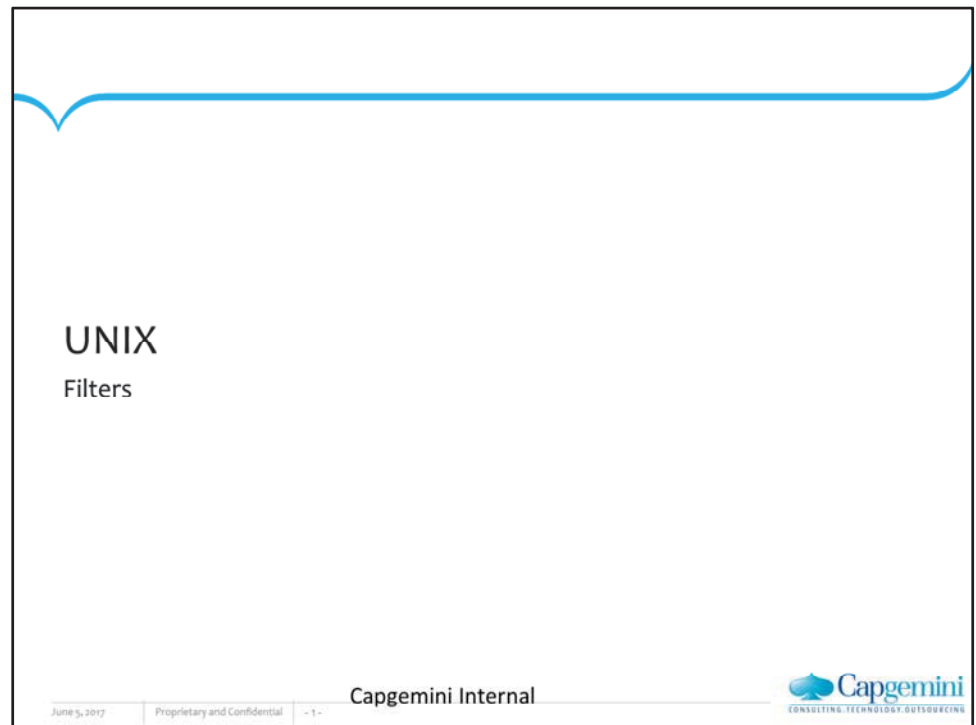 UNIX
Filters
June 5, 2017 Proprietary and Confidential - 1 -
Capgemini Internal
Capgemini
CONSULTING.TECHNOLOGY.OUTSOURCING